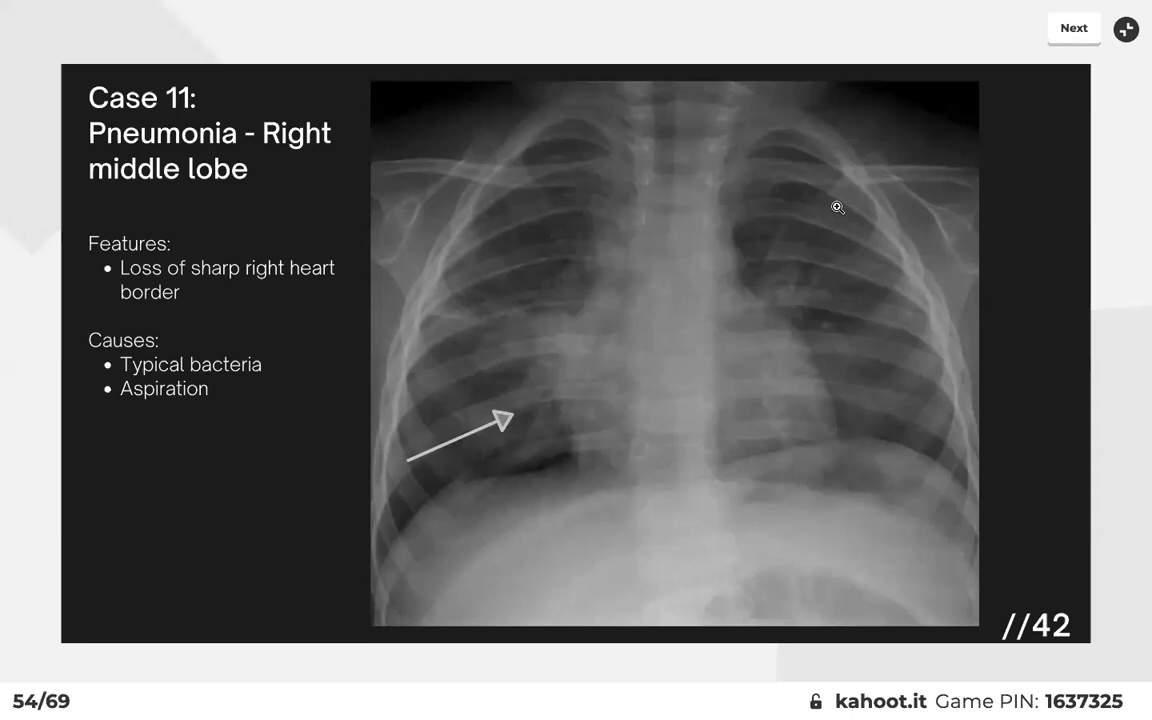 Next
Case 11:
Pneumonia - Right
middle lobe
Features:
• Loss of sharp right heart
border
Causes:
• Typical bacteria
• Aspiration
//42
54/69
kahoot.it Game PIN: 1637325